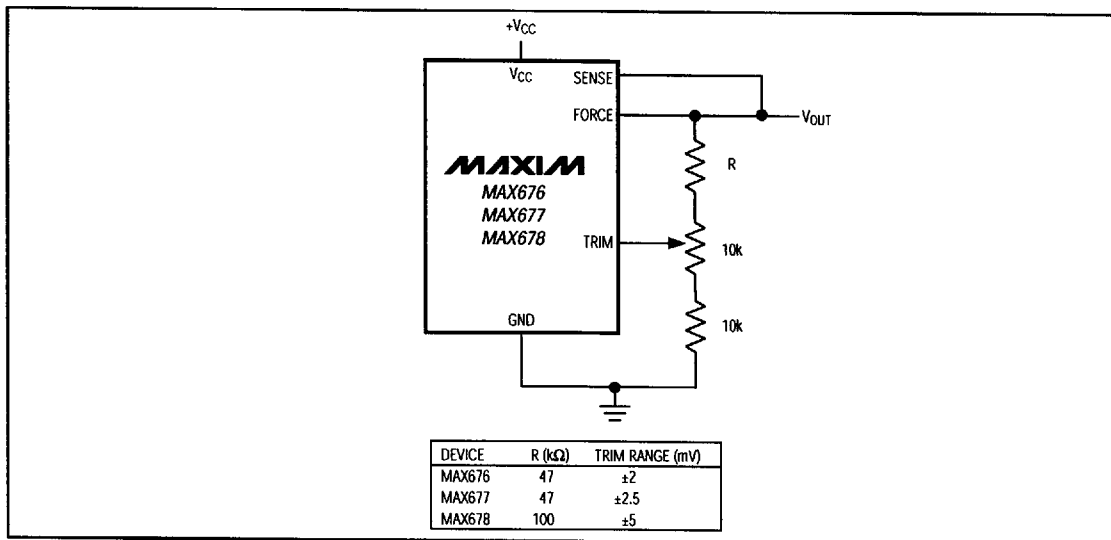 +VCC
VCC
SENSE
FORCE
VOUT
R
MAXIM
MAX676
MAX677
MAX678
TRIM
10k
10k
GND
DEVICE R (kΩ) TRIM RANGE (mV)
MAX676 47 ±2
MAX677 47 ±2.5
MAX678 100 ±5